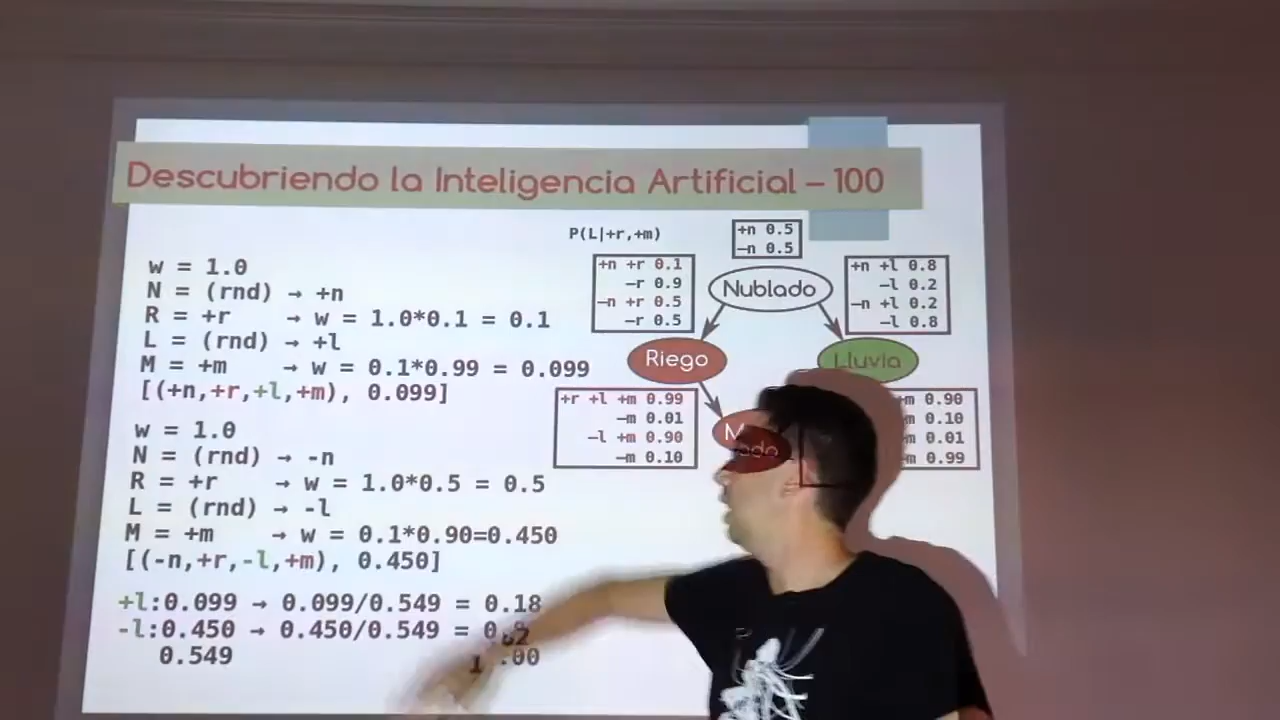 Descubriendo la Inteligencia Artificial – 100
w = 1.0
N = (rnd) → +n
R = +r → w = 1.0*0.1 = 0.1
L = (rnd) → +l
M = +m → w = 0.1*0.99 = 0.099
[(+n,+r,+l,+m), 0.099]
w = 1.0
N = (rnd) → -n
R = +r → w = 1.0*0.5 = 0.5
L = (rnd) → -l
M = +m → w = 0.1*0.90=0.450
[(-n,+r,-l,+m), 0.450]
+l:0.099 → 0.099/0.549 = 0.18
-l:0.450 → 0.450/0.549 = 0.82
0.549 1.00
P(L|+r,+m)
+n 0.5
−n 0.5
+n +r 0.1
−r 0.9
−n +r 0.5
−r 0.5
Nublado
+n +l 0.8
−l 0.2
−n +l 0.2
−l 0.8
Riego
Lluvia
+r +l +m 0.99
−m 0.01
−l +m 0.90
−m 0.10
+m 0.90
m 0.10
m 0.01
m 0.99